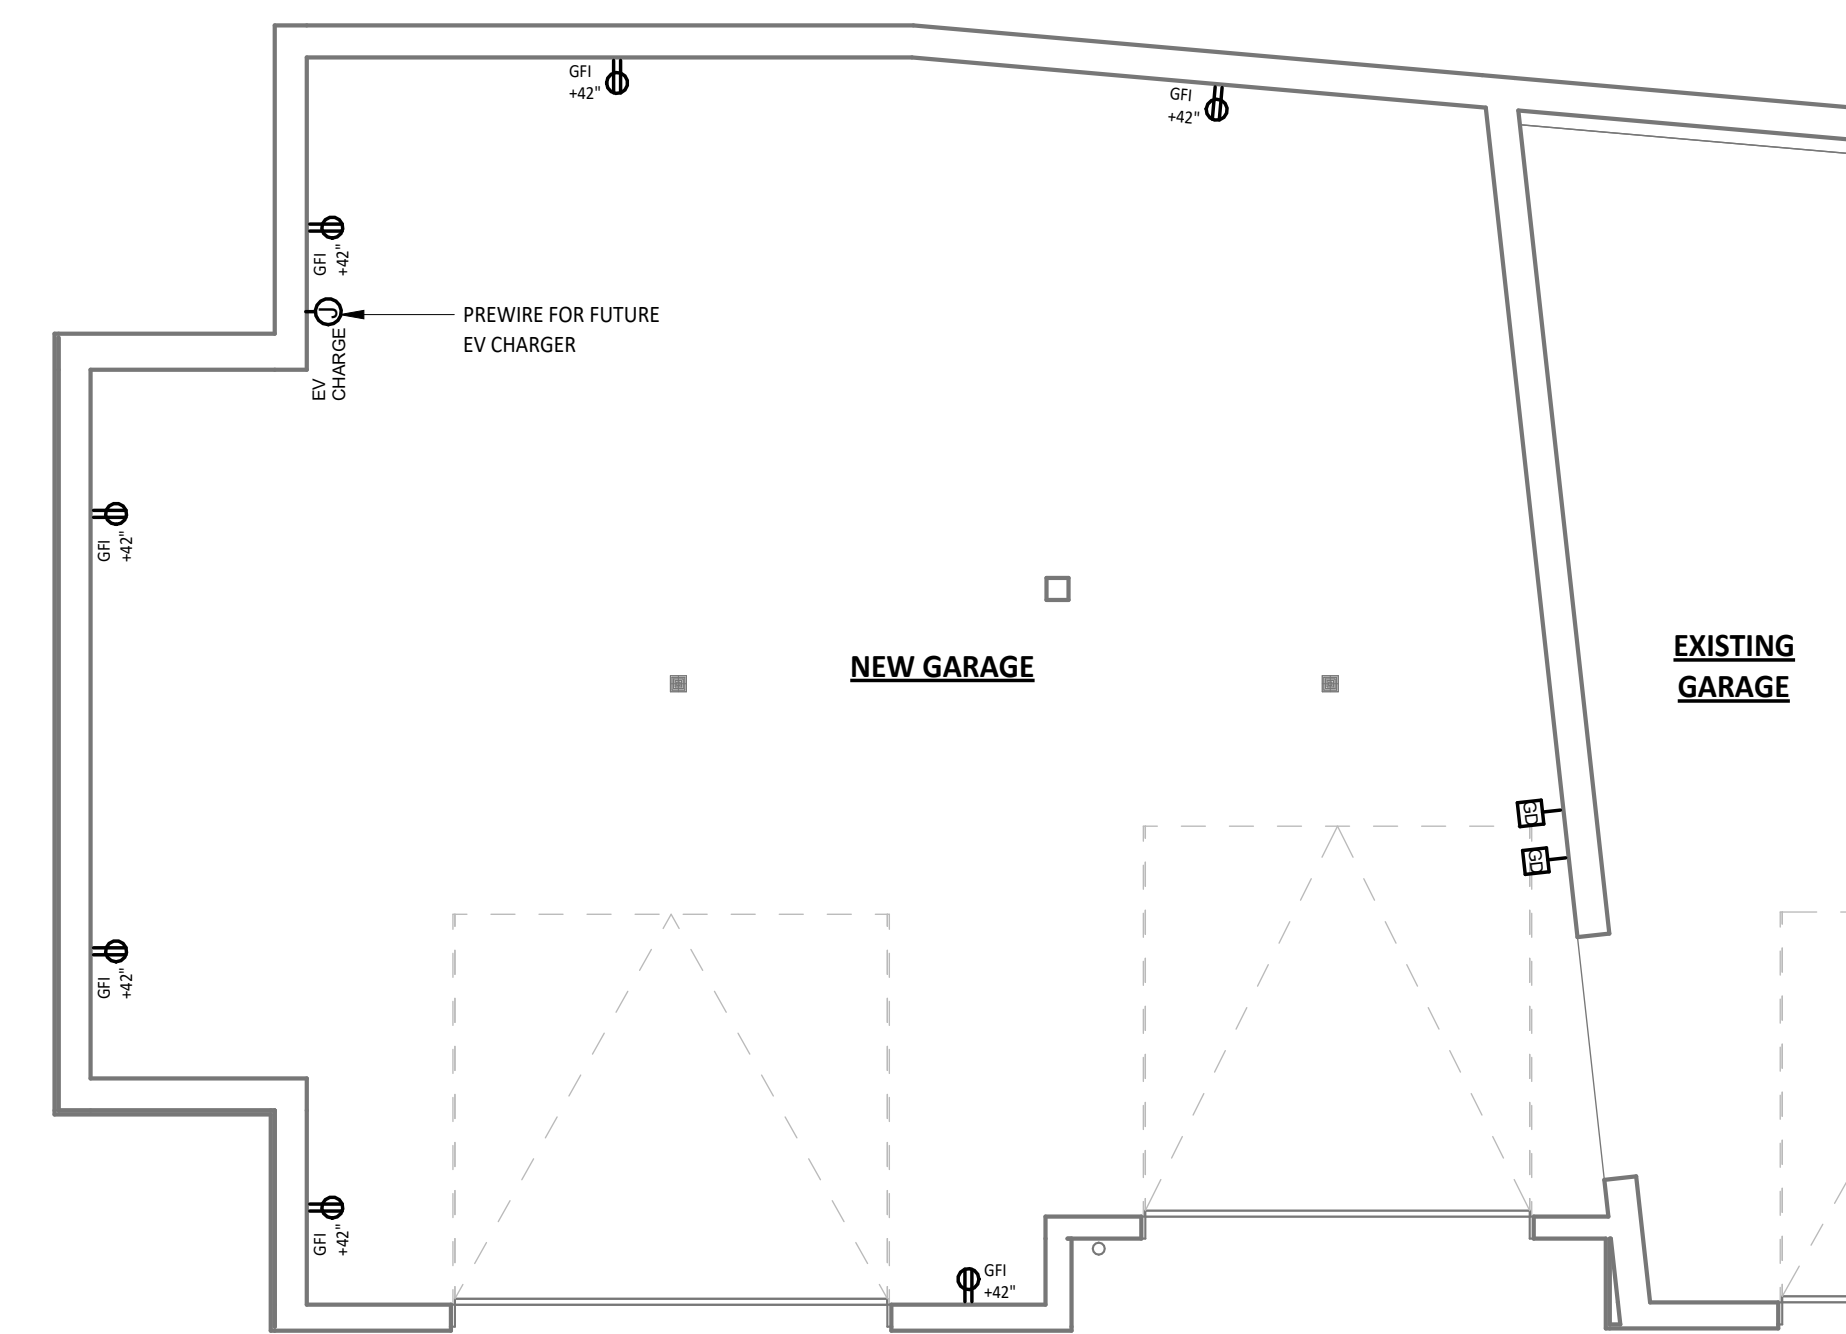 GFI
+42"
GFI
+42"
GFI
+42"
J
EV
CHARGE
PREWIRE FOR FUTURE
EV CHARGER
GFI
+42"
NEW GARAGE
EXISTING
GARAGE
GD
GD
GFI
+42"
GFI
+42"
GFI
+42"